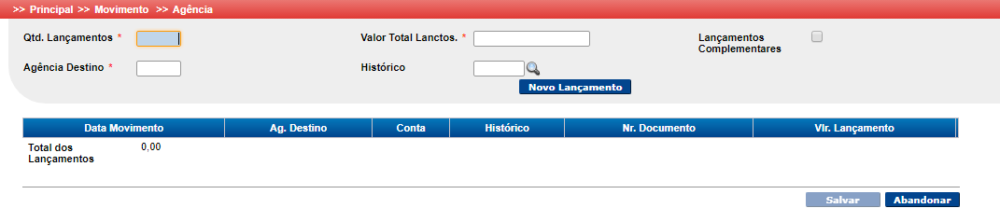 >> Principal >> Movimento >> Agência
Qtd. Lançamentos * Valor Total Lanctos. * Lançamentos Complementares
Agência Destino * Histórico
Novo Lançamento
Data Movimento Ag. Destino Conta Histórico Nr. Documento Vlr. Lançamento
Total dos Lançamentos 0,00
Salvar Abandonar